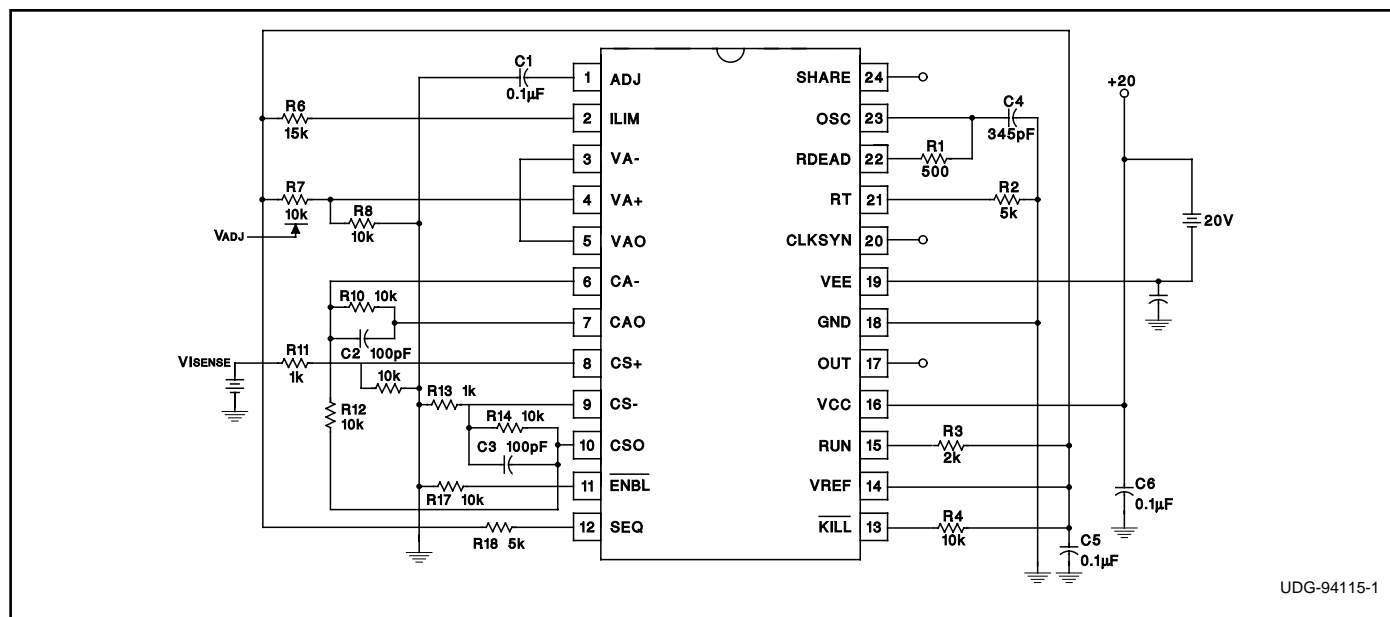 +20
C1
0.1µF
1 ADJ
SHARE 24
R6
15k
2 ILIM
OSC 23
C4
345pF
3 VA-
RDEAD 22
R1
500
R7
10k
4 VA+
RT 21
R2
5k
20V
VADJ
R8
10k
5 VAO
CLKSYN 20
6 CA-
VEE 19
R10 10k
7 CAO
GND 18
C2 100pF
VISENSE
R11
1k
8 CS+
OUT 17
10k
R13 1k
9 CS-
VCC 16
R12
10k
R14 10k
C3 100pF
10 CSO
RUN 15
R3
2k
R17 10k
11 ENBL
VREF 14
C6
0.1µF
R18 5k
12 SEQ
KILL 13
R4
10k
C5
0.1µF
UDG-94115-1